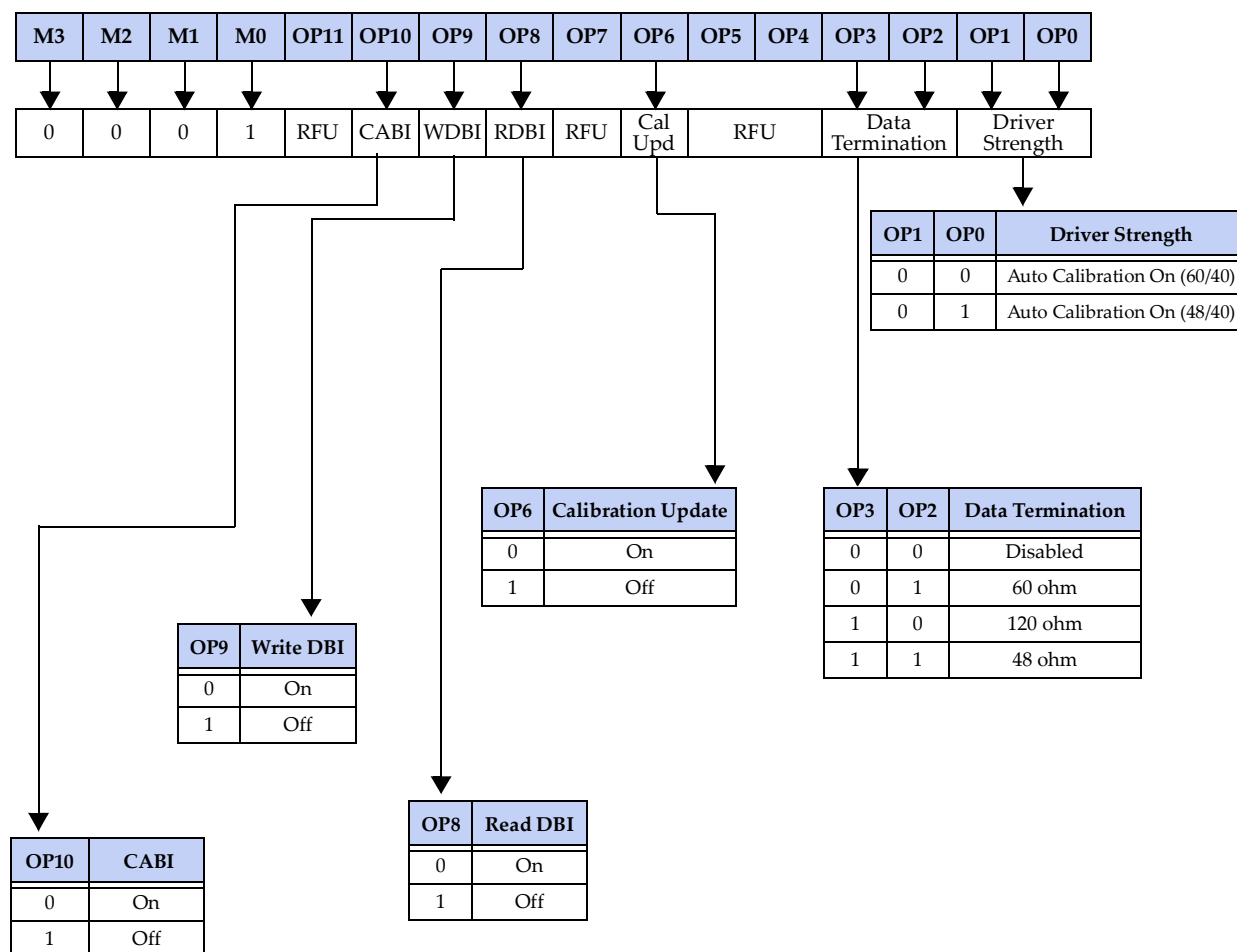 M3 M2 M1 M0 OP11 OP10 OP9 OP8 OP7 OP6 OP5 OP4 OP3 OP2 OP1 OP0
0 0 0 1 RFU CABI WDBI RDBI RFU Cal Upd RFU Data Termination Driver Strength
OP1 OP0 Driver Strength
0 0 Auto Calibration On (60/40)
0 1 Auto Calibration On (48/40)
OP6 Calibration Update
0 On
1 Off
OP3 OP2 Data Termination
0 0 Disabled
0 1 60 ohm
1 0 120 ohm
1 1 48 ohm
OP9 Write DBI
0 On
1 Off
OP8 Read DBI
0 On
1 Off
OP10 CABI
0 On
1 Off